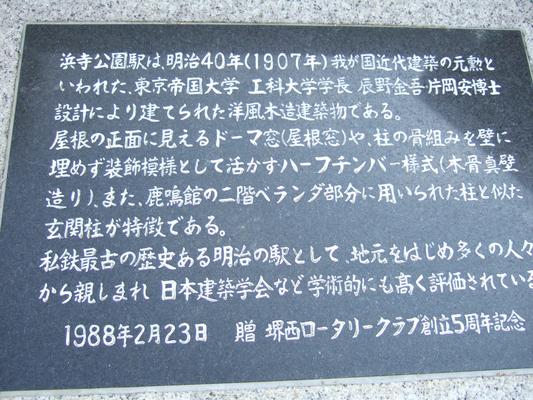 浜寺公園駅は、明治40年(1907年)我が国近代建築の元勲と
いわれた、東京帝国大学 工科大学学長 辰野金吾・片岡安博士
設計により建てられた洋風木造建築物である。
屋根の正面に見えるドーマ窓(屋根窓)や、柱の骨組みを壁に
埋めず装飾模様として活かすハーフチンバー様式(木骨真壁
造り)、また、鹿鳴館の二階ベランダ部分に用いられた柱と似た
玄関柱が特徴である。
私鉄最古の歴史ある明治の駅として、地元をはじめ多くの人々
から親しまれ 日本建築学会など学術的にも高く評価されている
1988年2月23日 贈 堺西ロータリークラブ創立5周年記念